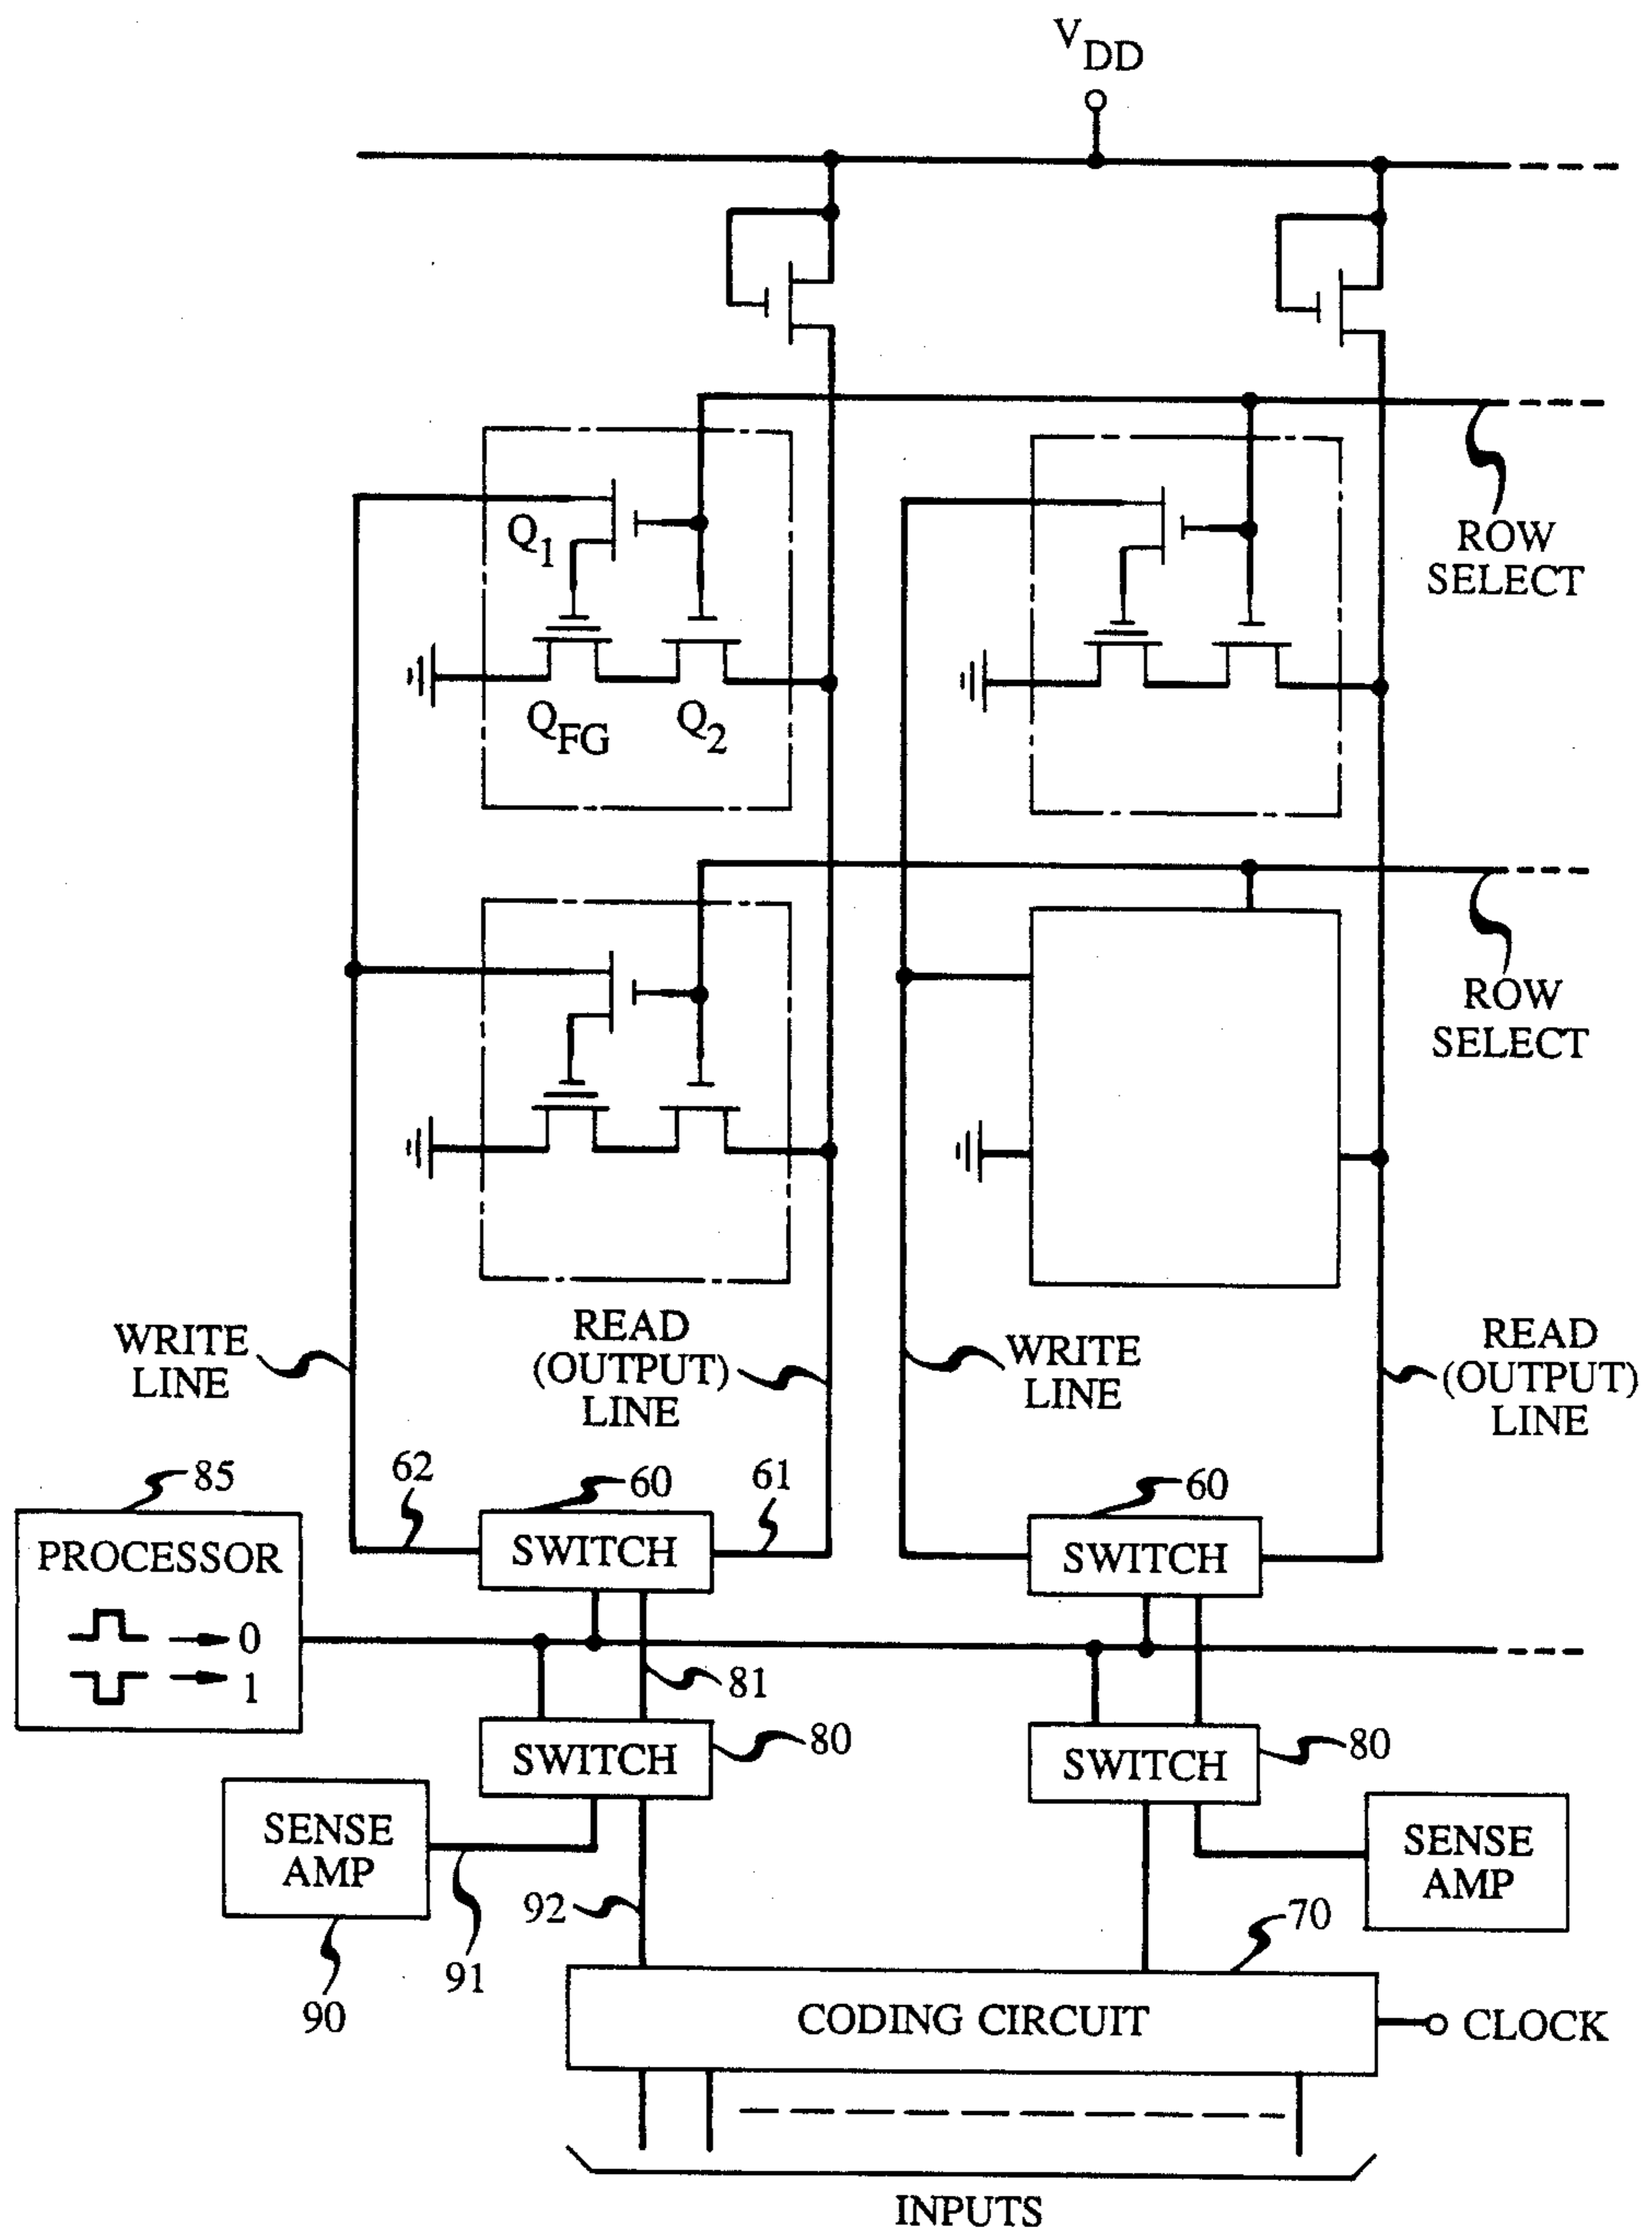 V
DD
Q1
QFG
Q2
ROW
SELECT
ROW
SELECT
WRITE
LINE
READ
(OUTPUT)
LINE
WRITE
LINE
READ
(OUTPUT)
LINE
85
62
60
61
60
PROCESSOR
0
1
SWITCH
SWITCH
81
SWITCH
80
SWITCH
80
SENSE
AMP
SENSE
AMP
90
91
92
70
CODING CIRCUIT
CLOCK
INPUTS